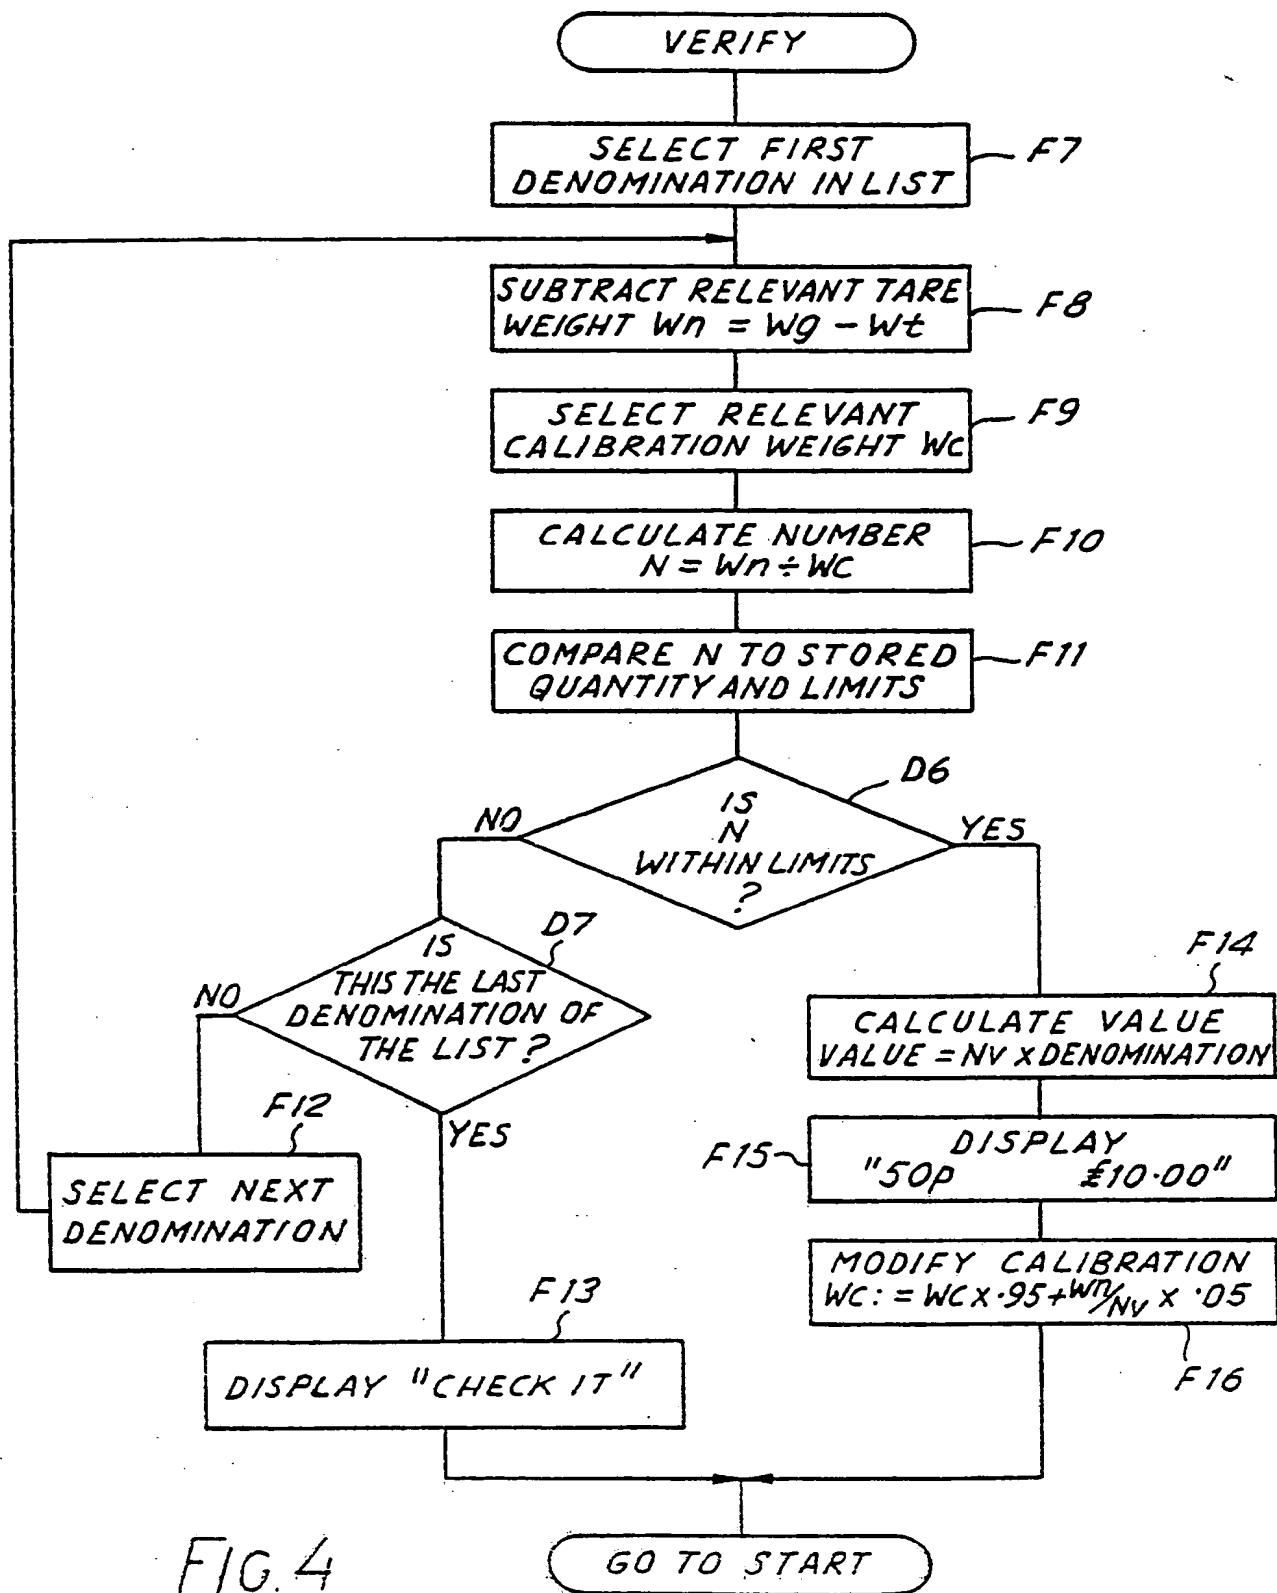 VERIFY
SELECT FIRST
DENOMINATION IN LIST
F7
SUBTRACT RELEVANT TARE
WEIGHT Wn = Wg - Wt
F8
SELECT RELEVANT
CALIBRATION WEIGHT Wc
F9
CALCULATE NUMBER
N = Wn ÷ Wc
F10
COMPARE N TO STORED
QUANTITY AND LIMITS
F11
D6
IS
N
WITHIN LIMITS
?
NO
YES
D7
IS
THIS THE LAST
DENOMINATION OF
THE LIST ?
NO
YES
F12
SELECT NEXT
DENOMINATION
F13
DISPLAY "CHECK IT"
F14
CALCULATE VALUE
VALUE = NV X DENOMINATION
F15
DISPLAY
"50p £10.00"
MODIFY CALIBRATION
WC: = WC X ·95 + Wn/NV X ·05
F16
GO TO START
FIG. 4